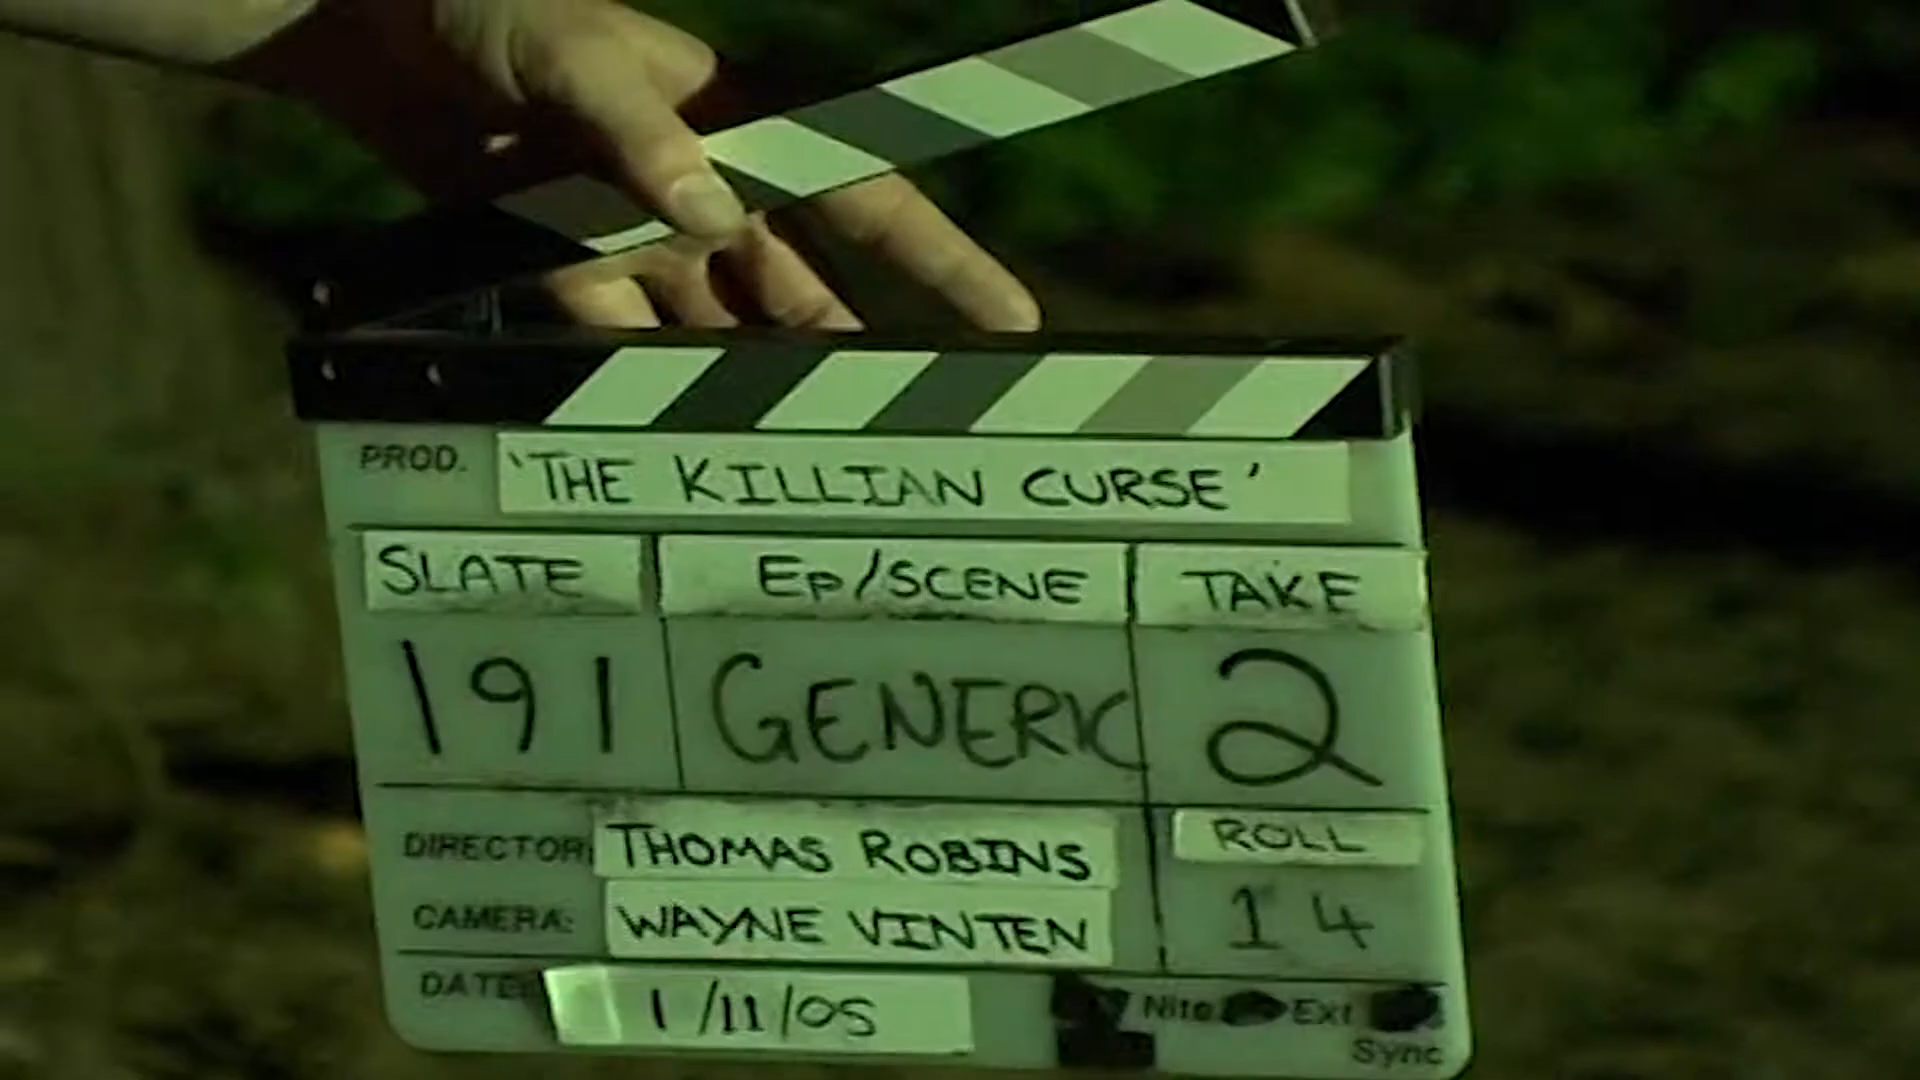 PROD. 'THE KILLIAN CURSE'
SLATE EP/SCENE TAKE
191 GENERIC 2
DIRECTOR: THOMAS ROBINS ROLL
CAMERA: WAYNE VINTEN 14
DATE: 1/11/05 Nite Ext
Sync